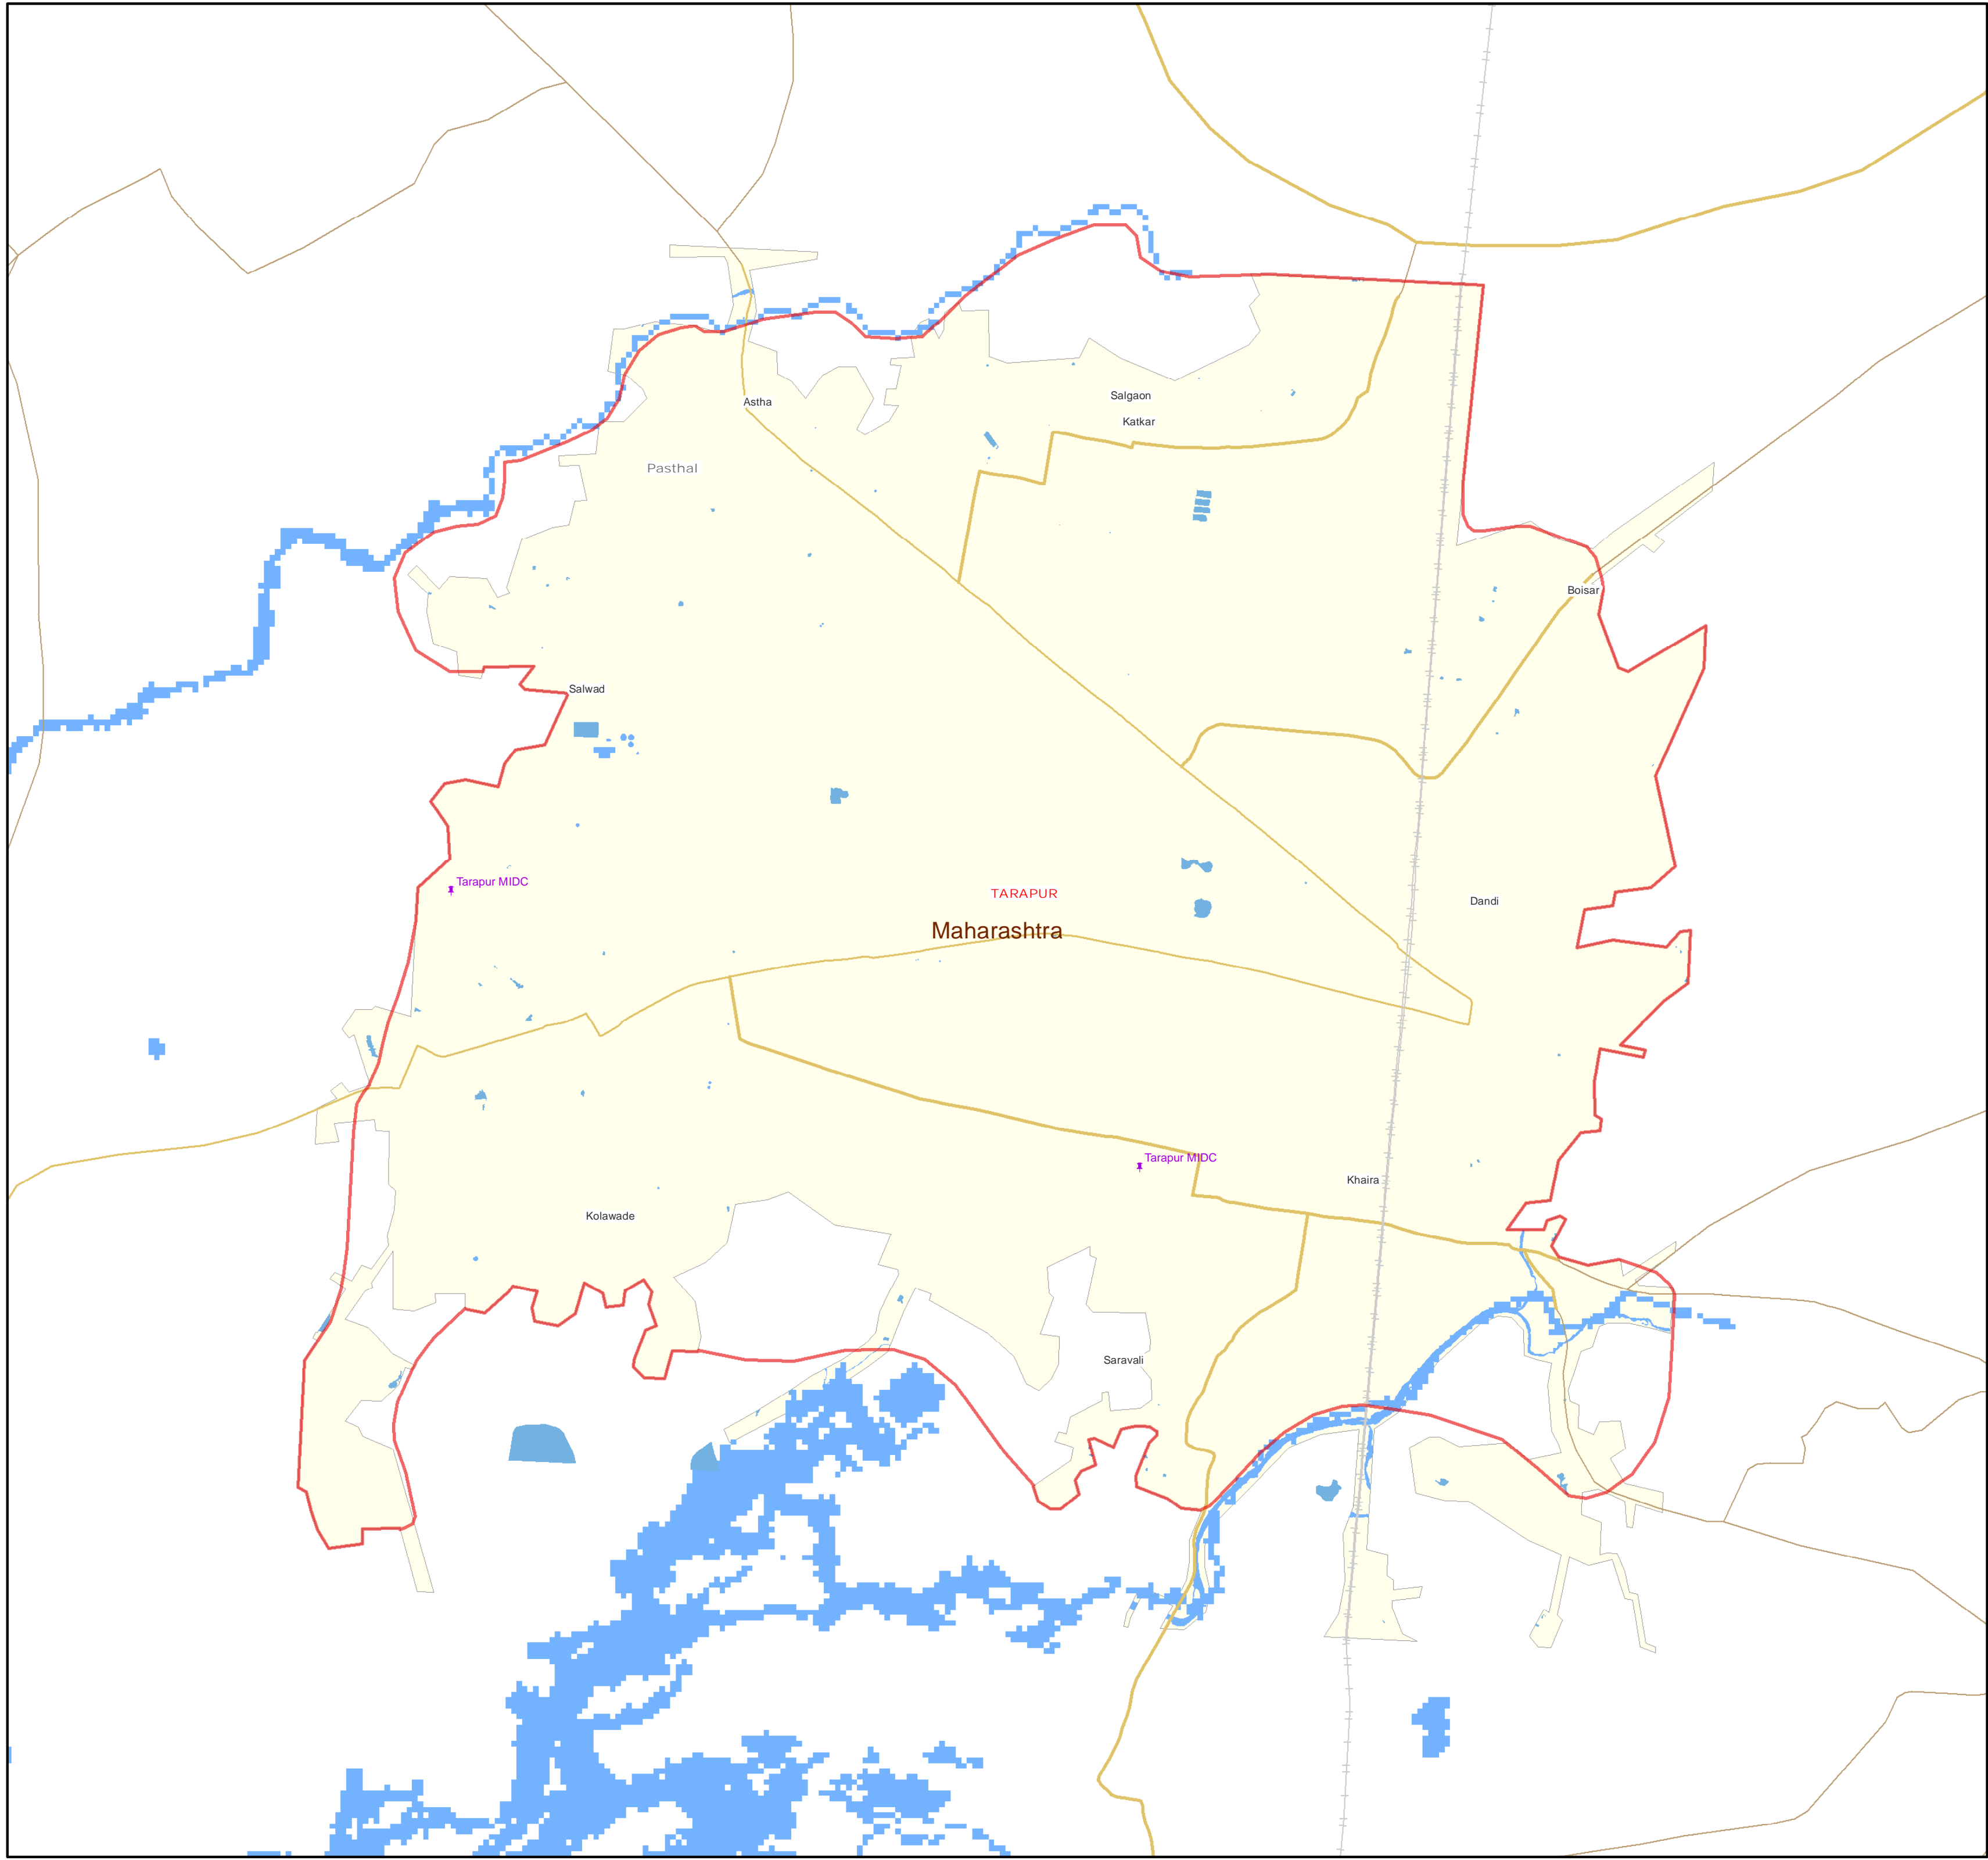 Salgaon
Astha
Katkar
Pasthal
Boisar
Salwad
Tarapur MIDC
TARAPUR
Dandi
Maharashtra
Tarapur MIDC
Khaira
Kolawade
Saravali